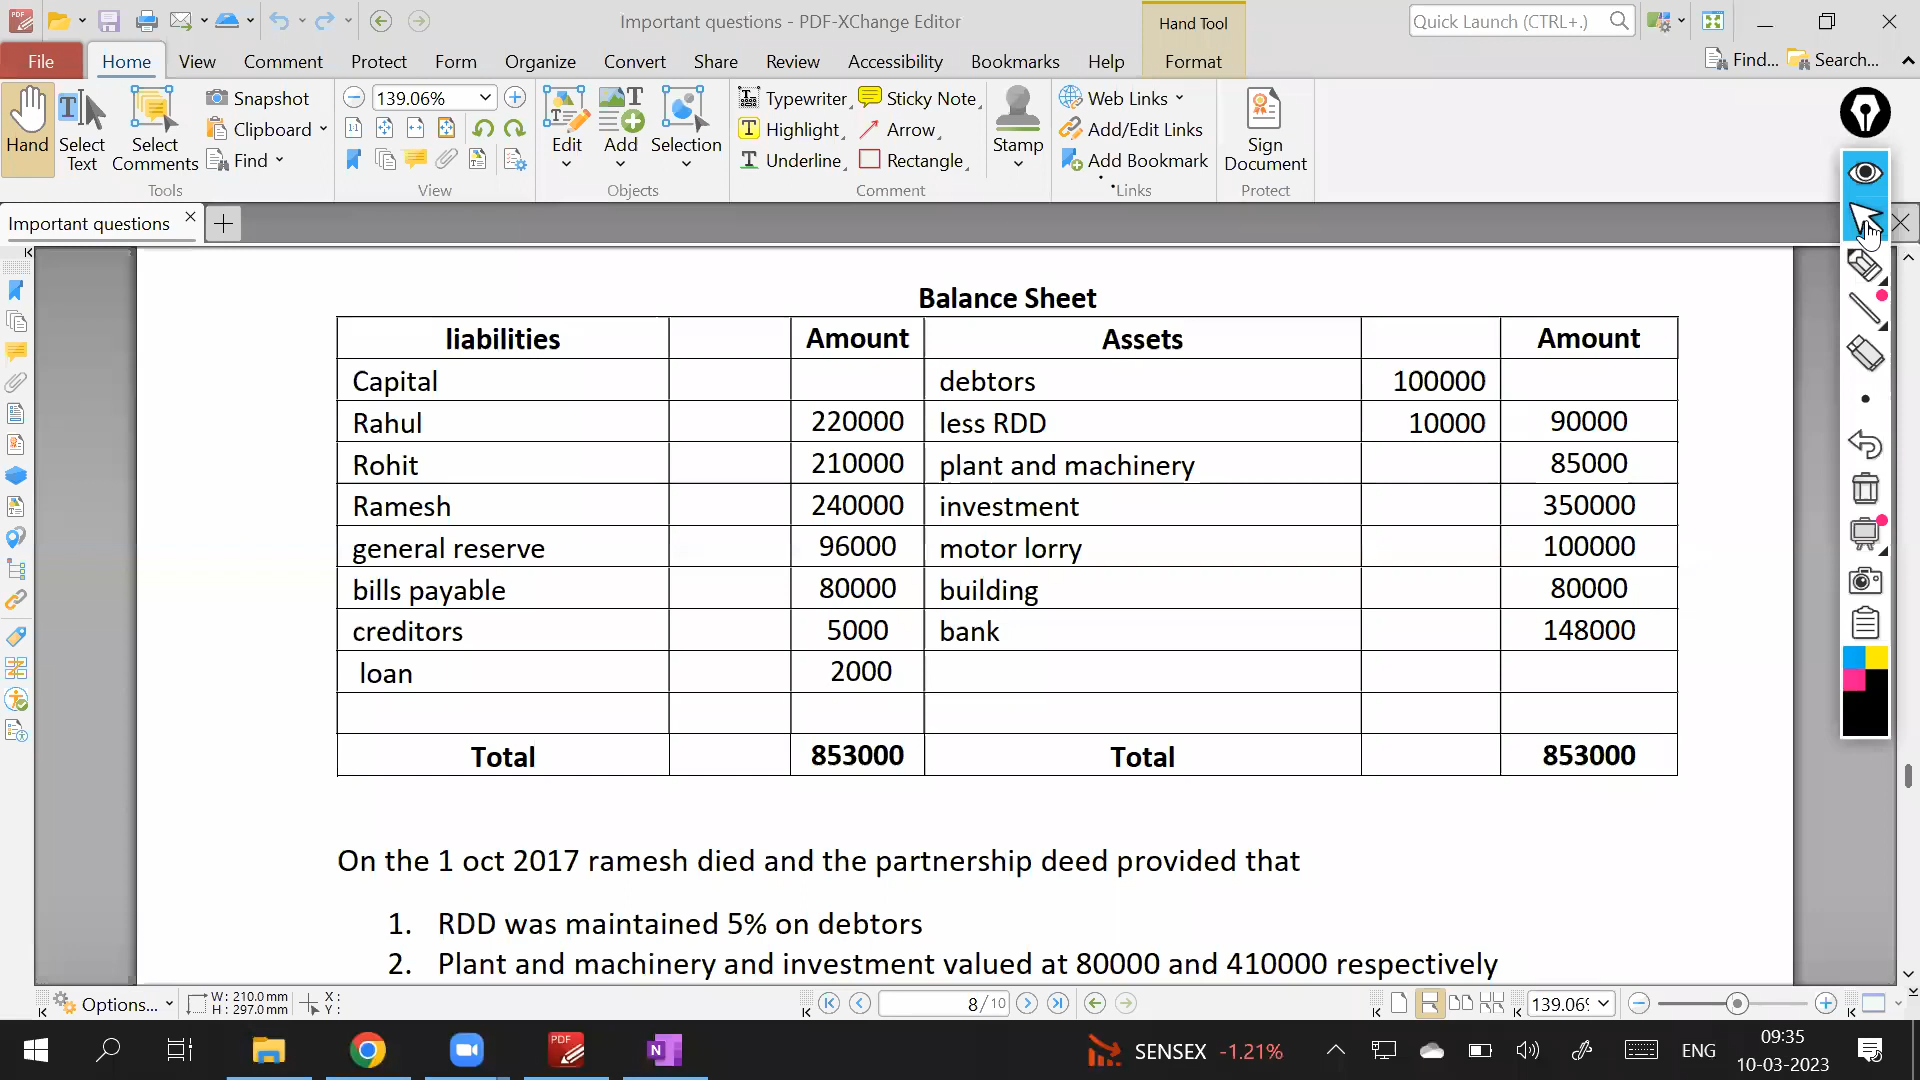 Important questions - PDF-XChange Editor
Hand Tool
Quick Launch (CTRL+.)
File Home View Comment Protect Form Organize Convert Share Review Accessibility Bookmarks Help Format
Find... Search...
Hand
Select Text
Select Comments
Snapshot
Clipboard
Find
Tools
139.06%
View
Edit
Add
Selection
Objects
Typewriter
Highlight
Underline
Sticky Note
Arrow
Rectangle
Stamp
Comment
Web Links
Add/Edit Links
Add Bookmark
Links
Sign Document
Protect
Important questions
Balance Sheet
liabilities Amount Assets Amount
Capital debtors 100000
Rahul 220000 less RDD 10000 90000
Rohit 210000 plant and machinery 85000
Ramesh 240000 investment 350000
general reserve 96000 motor lorry 100000
bills payable 80000 building 80000
creditors 5000 bank 148000
loan 2000
Total 853000 Total 853000
On the 1 oct 2017 ramesh died and the partnership deed provided that
1. RDD was maintained 5% on debtors
2. Plant and machinery and investment valued at 80000 and 410000 respectively
Options...
W: 210.0 mm
H: 297.0 mm
X:
Y:
8 / 10
SENSEX -1.21%
ENG
09:35
10-03-2023